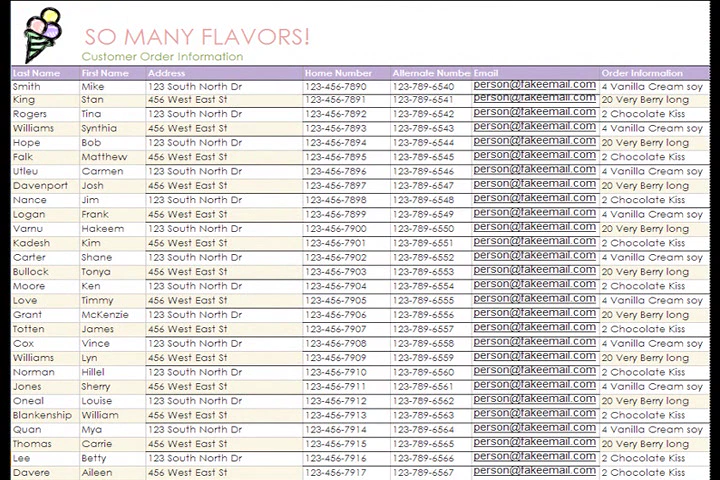 SO MANY FLAVORS!
Customer Order Information
Last Name First Name Address Home Number Alternate Numbe Email Order Information
Smith Mike 123 South North Dr 123-456-7890 123-789-6540 person@fakeemail.com 4 Vanilla Cream soy
King Stan 456 West East St 123-456-7891 123-789-6541 person@fakeemail.com 20 Very Berry long
Rogers Tina 123 South North Dr 123-456-7892 123-789-6542 person@fakeemail.com 2 Chocolate Kiss
Williams Synthia 456 West East St 123-456-7893 123-789-6543 person@fakeemail.com 4 Vanilla Cream soy
Hope Bob 123 South North Dr 123-456-7894 123-789-6544 person@fakeemail.com 20 Very Berry long
Falk Matthew 456 West East St 123-456-7895 123-789-6545 person@fakeemail.com 2 Chocolate Kiss
Utleu Carmen 123 South North Dr 123-456-7896 123-789-6546 person@fakeemail.com 4 Vanilla Cream soy
Davenport Josh 456 West East St 123-456-7897 123-789-6547 person@fakeemail.com 20 Very Berry long
Nance Jim 123 South North Dr 123-456-7898 123-789-6548 person@fakeemail.com 2 Chocolate Kiss
Logan Frank 456 West East St 123-456-7899 123-789-6549 person@fakeemail.com 4 Vanilla Cream soy
Varnu Hakeem 123 South North Dr 123-456-7900 123-789-6550 person@fakeemail.com 20 Very Berry long
Kadesh Kim 456 West East St 123-456-7901 123-789-6551 person@fakeemail.com 2 Chocolate Kiss
Carter Shane 123 South North Dr 123-456-7902 123-789-6552 person@fakeemail.com 4 Vanilla Cream soy
Bullock Tonya 456 West East St 123-456-7903 123-789-6553 person@fakeemail.com 20 Very Berry long
Moore Ken 123 South North Dr 123-456-7904 123-789-6554 person@fakeemail.com 2 Chocolate Kiss
Love Timmy 456 West East St 123-456-7905 123-789-6555 person@fakeemail.com 4 Vanilla Cream soy
Grant McKenzie 123 South North Dr 123-456-7906 123-789-6556 person@fakeemail.com 20 Very Berry long
Totten James 456 West East St 123-456-7907 123-789-6557 person@fakeemail.com 2 Chocolate Kiss
Cox Vince 123 South North Dr 123-456-7908 123-789-6558 person@fakeemail.com 4 Vanilla Cream soy
Williams Lyn 456 West East St 123-456-7909 123-789-6559 person@fakeemail.com 20 Very Berry long
Norman Hillel 123 South North Dr 123-456-7910 123-789-6560 person@fakeemail.com 2 Chocolate Kiss
Jones Sherry 456 West East St 123-456-7911 123-789-6561 person@fakeemail.com 4 Vanilla Cream soy
Oneal Louise 123 South North Dr 123-456-7912 123-789-6562 person@fakeemail.com 20 Very Berry long
Blankenship William 456 West East St 123-456-7913 123-789-6563 person@fakeemail.com 2 Chocolate Kiss
Quan Mya 123 South North Dr 123-456-7914 123-789-6564 person@fakeemail.com 4 Vanilla Cream soy
Thomas Carrie 456 West East St 123-456-7915 123-789-6565 person@fakeemail.com 20 Very Berry long
Lee Betty 123 South North Dr 123-456-7916 123-789-6566 person@fakeemail.com 2 Chocolate Kiss
Davere Aileen 456 West East St 123-456-7917 123-789-6567 person@fakeemail.com 2 Chocolate Kiss